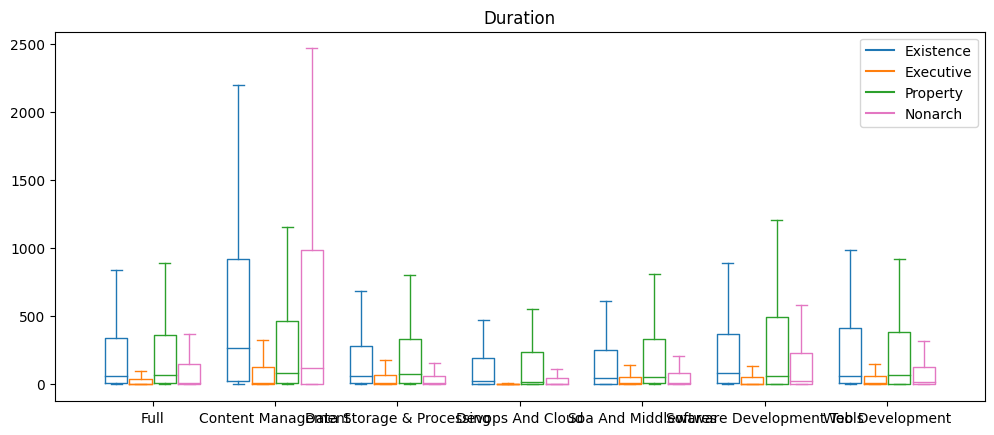 Duration
2500
2000
1500
1000
500
0
Existence
Executive
Property
Nonarch
Full
Content Management
Data Storage & Processing
Devops And Cloud
Soa And Middleware
Software Development Tools
Web Development